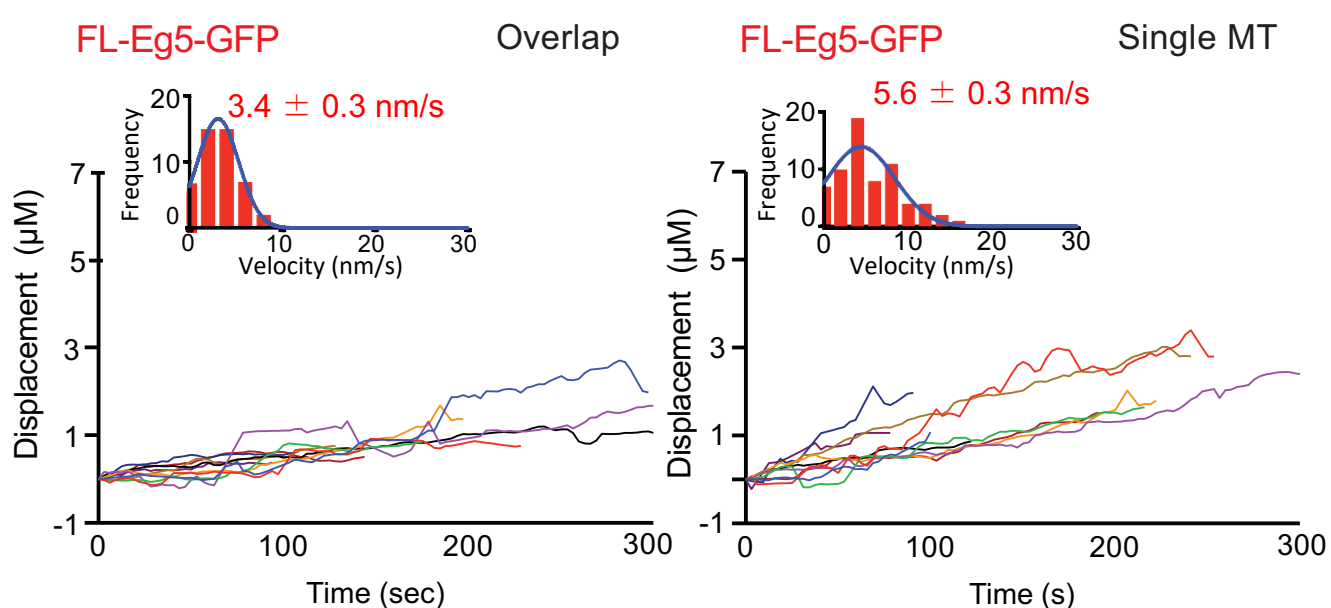 FL-Eg5-GFP Overlap
3.4 ± 0.3 nm/s
20
10
0
Frequency
0 10 20 30
Velocity (nm/s)
7
5
3
1
-1
Displacement (µM)
0 100 200 300
Time (sec)
FL-Eg5-GFP Single MT
5.6 ± 0.3 nm/s
20
10
0
Frequency
0 10 20 30
Velocity (nm/s)
7
5
3
1
-1
Displacement (µM)
0 100 200 300
Time (s)